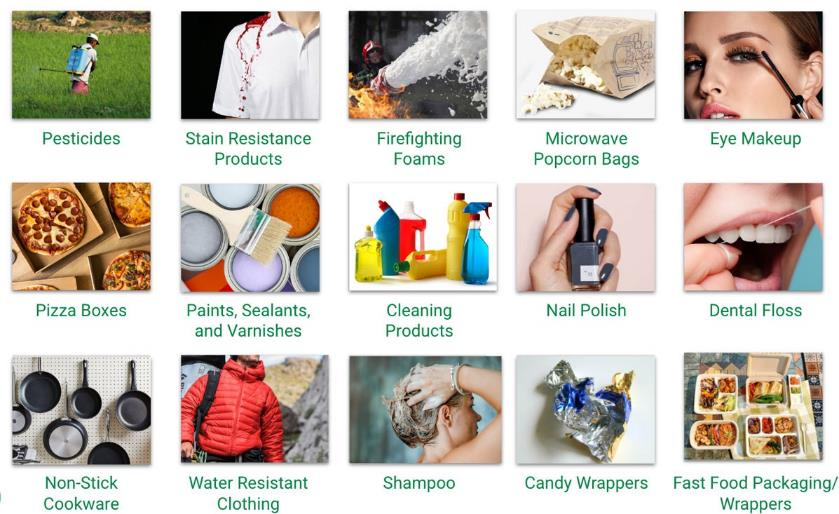 Pesticides
Stain Resistance
Products
Firefighting
Foams
Microwave
Popcorn Bags
Eye Makeup
Pizza Boxes
Paints, Sealants,
and Varnishes
Cleaning
Products
Nail Polish
Dental Floss
Non-Stick
Cookware
Water Resistant
Clothing
Shampoo
Candy Wrappers
Fast Food Packaging/
Wrappers